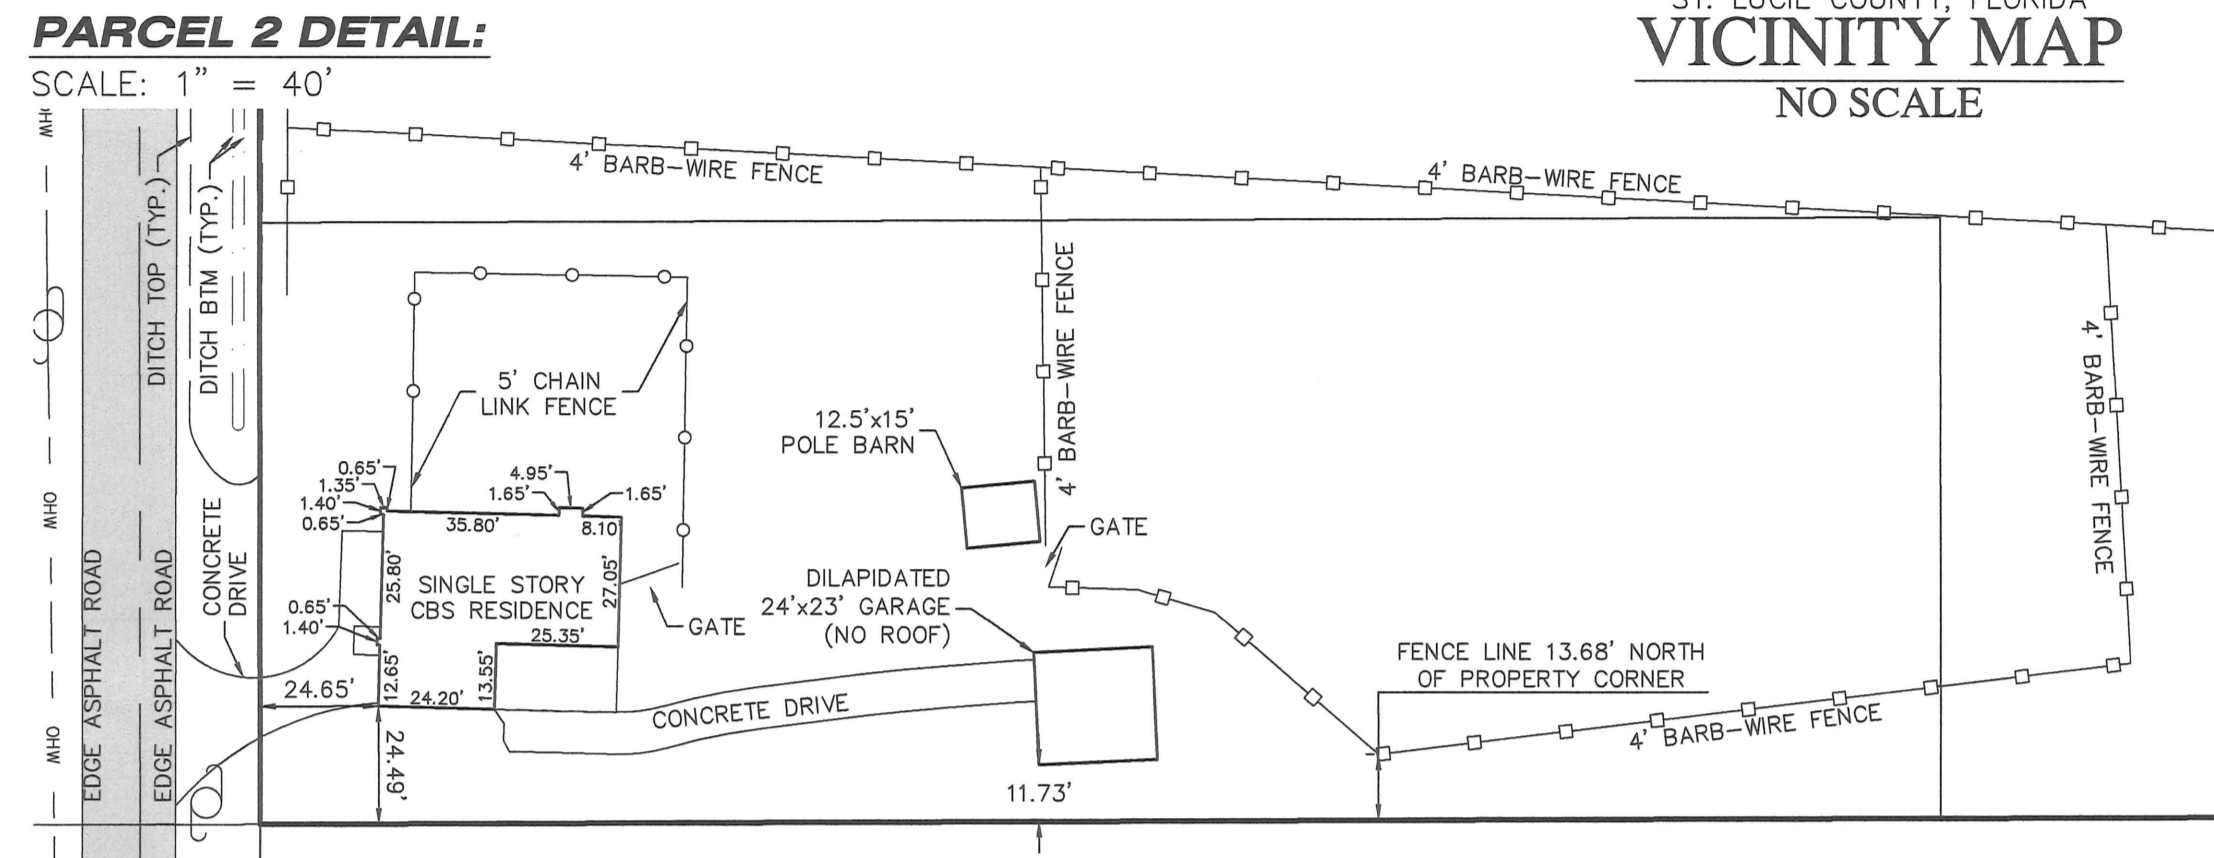 PARCEL 2 DETAIL:
SCALE: 1" = 40'
ST. LUCIE COUNTY, FLORIDA
VICINITY MAP
NO SCALE
OHW
OHW
OHW
EDGE ASPHALT ROAD
EDGE ASPHALT ROAD
DITCH TOP (TYP.)
DITCH BTM (TYP.)
CONCRETE
DRIVE
4' BARB-WIRE FENCE
4' BARB-WIRE FENCE
4' BARB-WIRE FENCE
4' BARB-WIRE FENCE
4' BARB-WIRE FENCE
5' CHAIN
LINK FENCE
12.5'x15'
POLE BARN
0.65'
1.35'
1.40'
0.65'
4.95'
1.65'
1.65'
35.80'
8.10
25.80'
27.05'
SINGLE STORY
CBS RESIDENCE
0.65'
1.40'
25.35'
12.65'
24.20'
13.55'
24.65'
24.49'
GATE
GATE
DILAPIDATED
24'x23' GARAGE
(NO ROOF)
CONCRETE DRIVE
11.73'
FENCE LINE 13.68' NORTH
OF PROPERTY CORNER